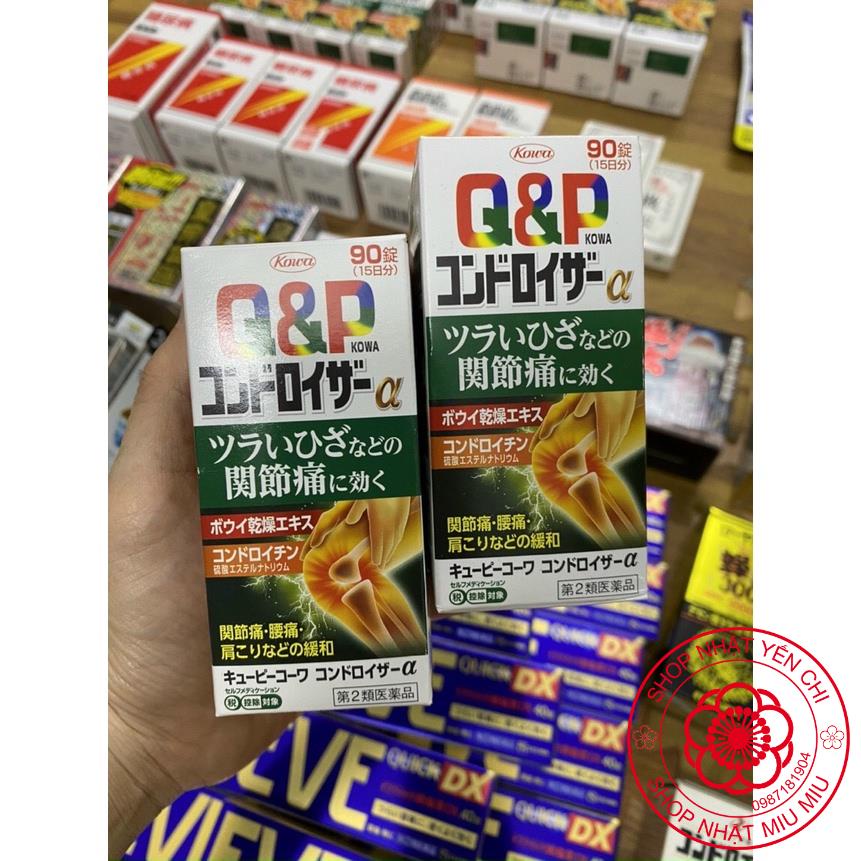 Kowa
90錠
(15日分)
Q&P
KOWA
コンドロイザーα
ツラいひざなどの
関節痛に効く
ボウイ乾燥エキス
コンドロイチン
硫酸エステルナトリウム
関節痛・腰痛・
肩こりなどの緩和
キューピーコーワ コンドロイザーα
セルフメディケーション
税 控除 対象
第2類医薬品
Kowa
90錠
(15日分)
Q&P
KOWA
コンドロイザーα
ツラいひざなどの
関節痛に効く
ボウイ乾燥エキス
コンドロイチン
硫酸エステルナトリウム
関節痛・腰痛・
肩こりなどの緩和
キューピーコーワ コンドロイザーα
セルフメディケーション
税 控除 対象
第2類医薬品
QUICK DX
DX
EVE QUICK DX
DX
SHOP NHẬT YÊN CHI
0987181904
SHOP NHẬT MIU MIU